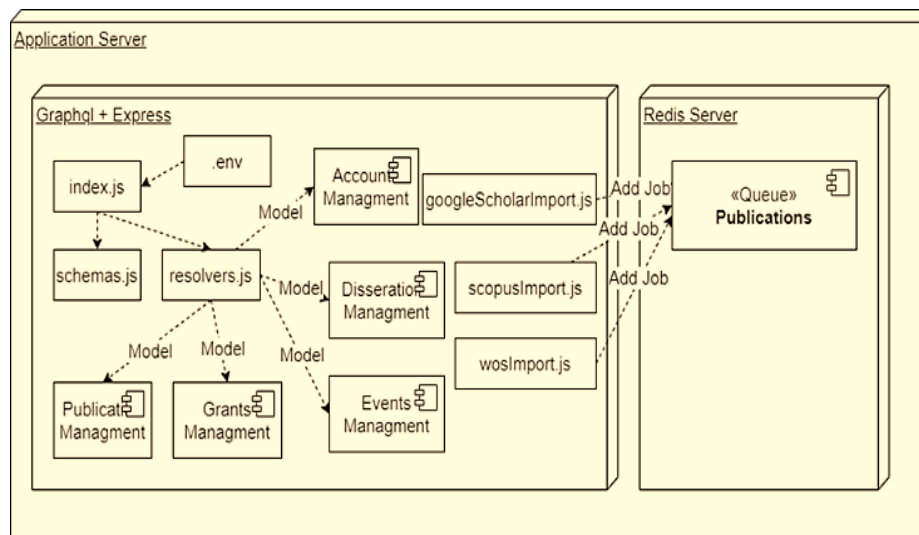 Application Server
Graphql + Express
Redis Server
.env
index.js
Account
Managment
googleScholarImport.js
Add Job
«Queue»
Publications
Model
Add Job
schemas.js
resolvers.js
Model
Disseration
Managment
scopusImport.js
Add Job
Model
Model
Model
wosImport.js
Publicati
Managment
Grants
Managment
Events
Managment